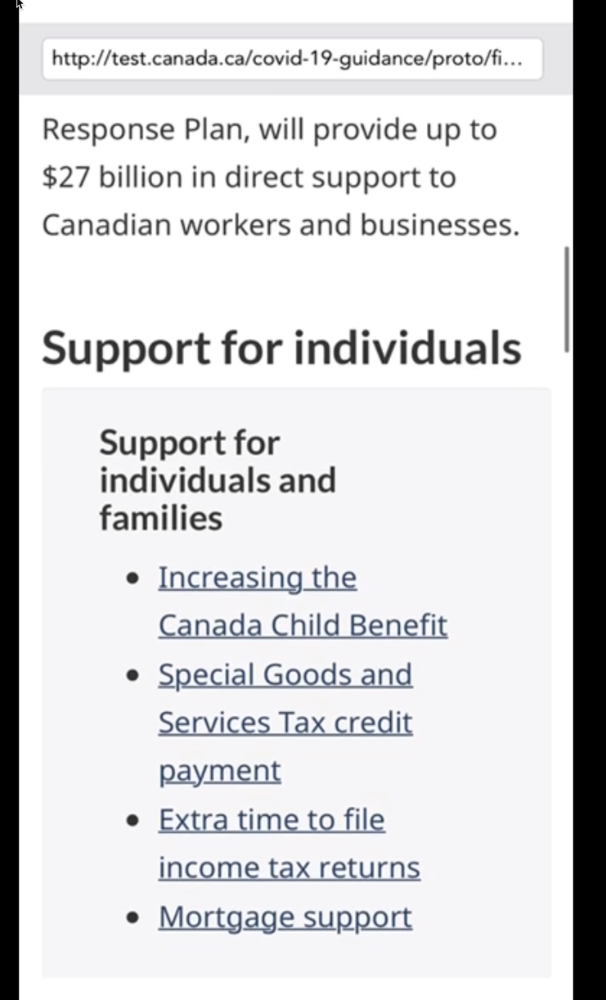 http://test.canada.ca/covid-19-guidance/proto/fi...
Response Plan, will provide up to
$27 billion in direct support to
Canadian workers and businesses.
Support for individuals
Support for
individuals and
families
• Increasing the
Canada Child Benefit
• Special Goods and
Services Tax credit
payment
• Extra time to file
income tax returns
• Mortgage support